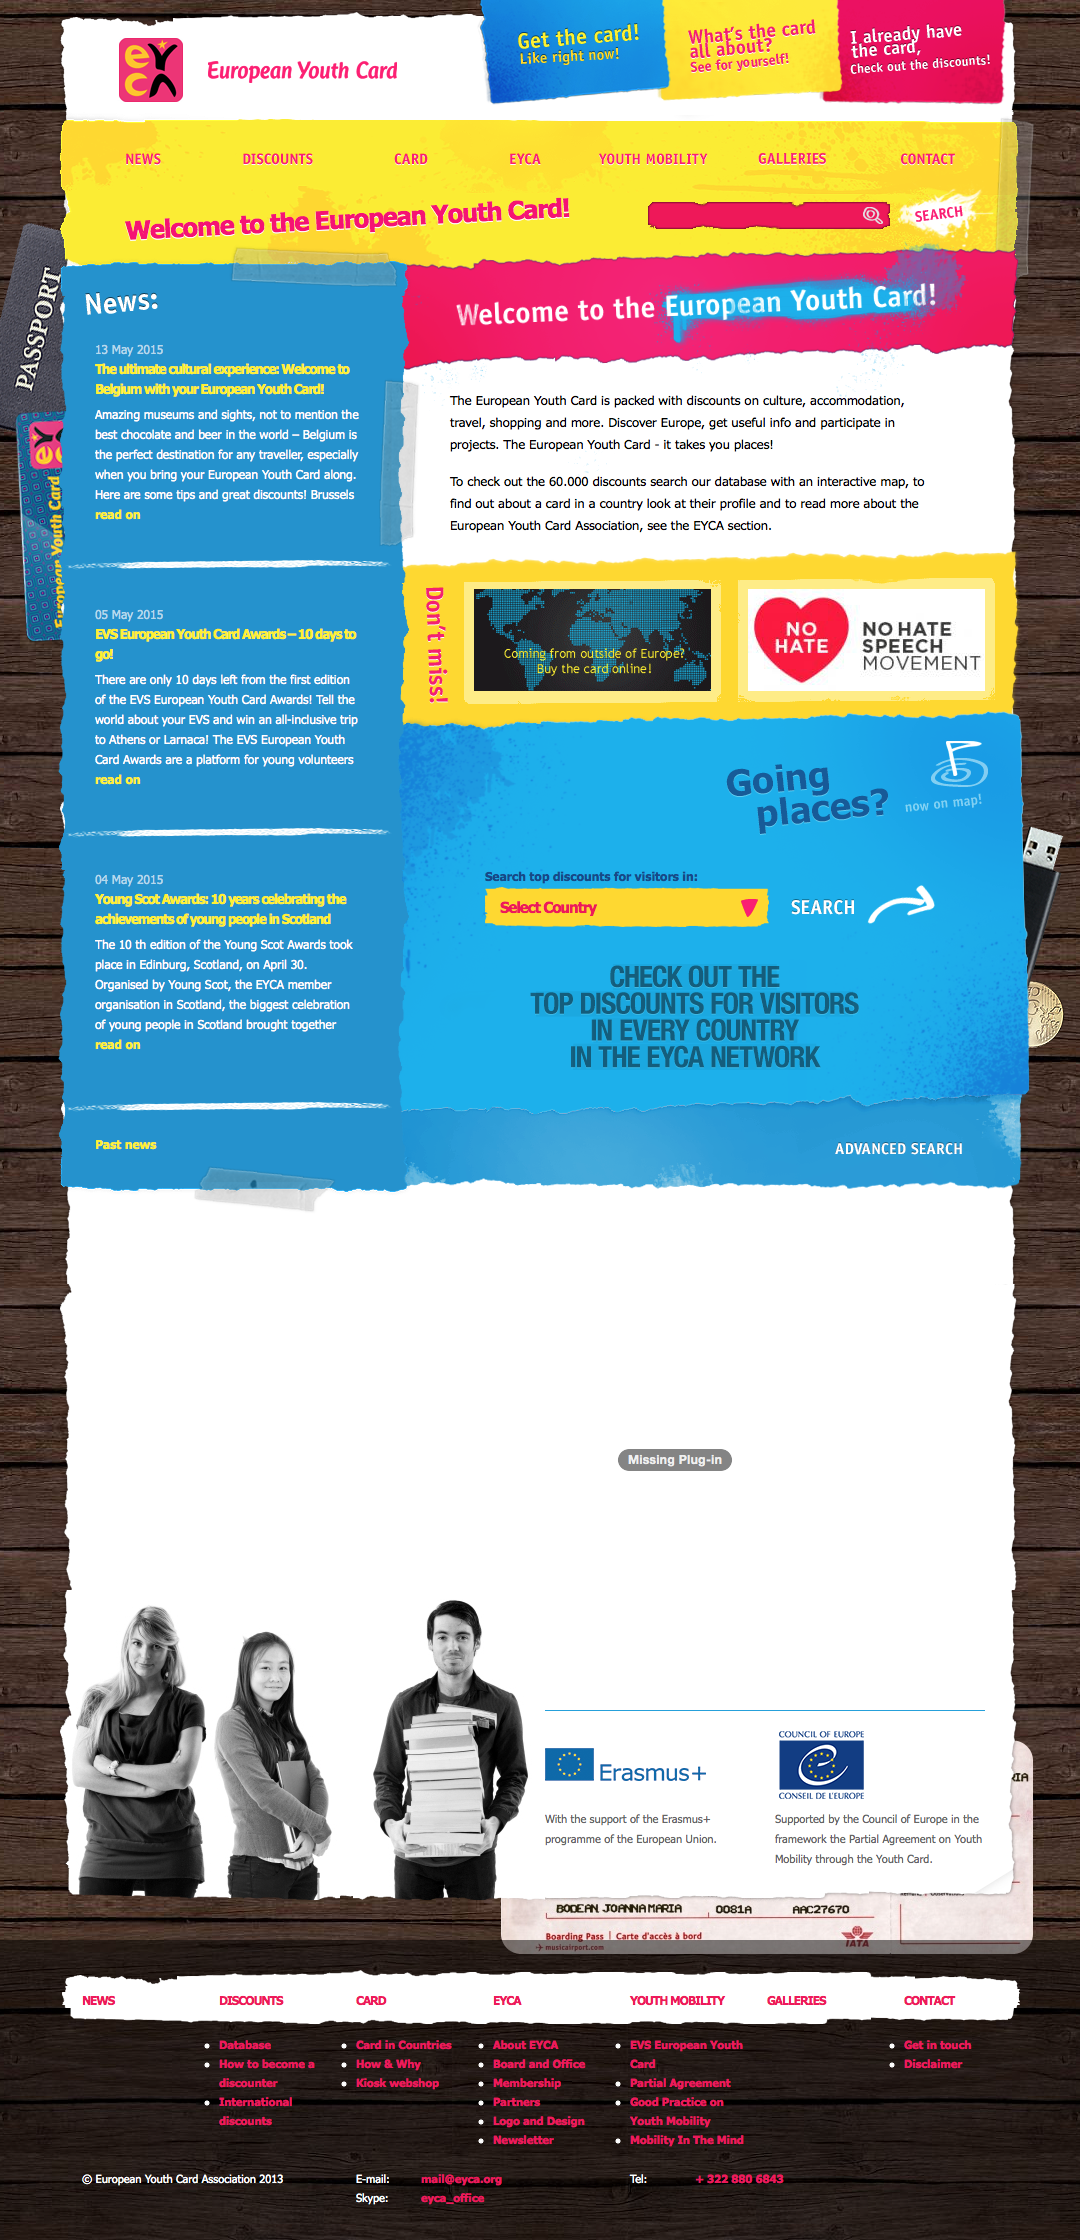 Get the card!
Like right now!
What's the card
all about?
See for yourself!
I already have
the card,
Check out the discounts!
eyca
European Youth Card
NEWS DISCOUNTS CARD EYCA YOUTH MOBILITY GALLERIES CONTACT
Welcome to the European Youth Card!
SEARCH
PASSPORT
European Youth Card
News:
13 May 2015
The ultimate cultural experience: Welcome to
Belgium with your European Youth Card!
Amazing museums and sights, not to mention the
best chocolate and beer in the world – Belgium is
the perfect destination for any traveller, especially
when you bring your European Youth Card along.
Here are some tips and great discounts! Brussels
read on
05 May 2015
EVS European Youth Card Awards – 10 days to
go!
There are only 10 days left from the first edition
of the EVS European Youth Card Awards! Tell the
world about your EVS and win an all-inclusive trip
to Athens or Larnaca! The EVS European Youth
Card Awards are a platform for young volunteers
read on
04 May 2015
Young Scot Awards: 10 years celebrating the
achievements of young people in Scotland
The 10 th edition of the Young Scot Awards took
place in Edinburg, Scotland, on April 30.
Organised by Young Scot, the EYCA member
organisation in Scotland, the biggest celebration
of young people in Scotland brought together
read on
Past news
Welcome to the European Youth Card!
The European Youth Card is packed with discounts on culture, accommodation,
travel, shopping and more. Discover Europe, get useful info and participate in
projects. The European Youth Card - it takes you places!
To check out the 60.000 discounts search our database with an interactive map, to
find out about a card in a country look at their profile and to read more about the
European Youth Card Association, see the EYCA section.
Don't miss!
Coming from outside of Europe?
Buy the card online!
NO
HATE
NO HATE
SPEECH
MOVEMENT
Going
places?
now on map!
Search top discounts for visitors in:
Select Country
SEARCH
CHECK OUT THE
TOP DISCOUNTS FOR VISITORS
IN EVERY COUNTRY
IN THE EYCA NETWORK
ADVANCED SEARCH
Missing Plug-in
Erasmus+
With the support of the Erasmus+
programme of the European Union.
COUNCIL OF EUROPE
CONSEIL DE L'EUROPE
Supported by the Council of Europe in the
framework the Partial Agreement on Youth
Mobility through the Youth Card.
BODEAN JOANNAMARIA 0081A AAC27670
Boarding Pass | Carte d'accès à bord
musicairport.com
IATA
NEWS DISCOUNTS CARD EYCA YOUTH MOBILITY GALLERIES CONTACT
Database
How to become a
discounter
International
discounts
Card in Countries
How & Why
Kiosk webshop
About EYCA
Board and Office
Membership
Partners
Logo and Design
Newsletter
EVS European Youth
Card
Partial Agreement
Good Practice on
Youth Mobility
Mobility In The Mind
Get in touch
Disclaimer
© European Youth Card Association 2013
E-mail: mail@eyca.org
Skype: eyca_office
Tel: + 322 880 6843